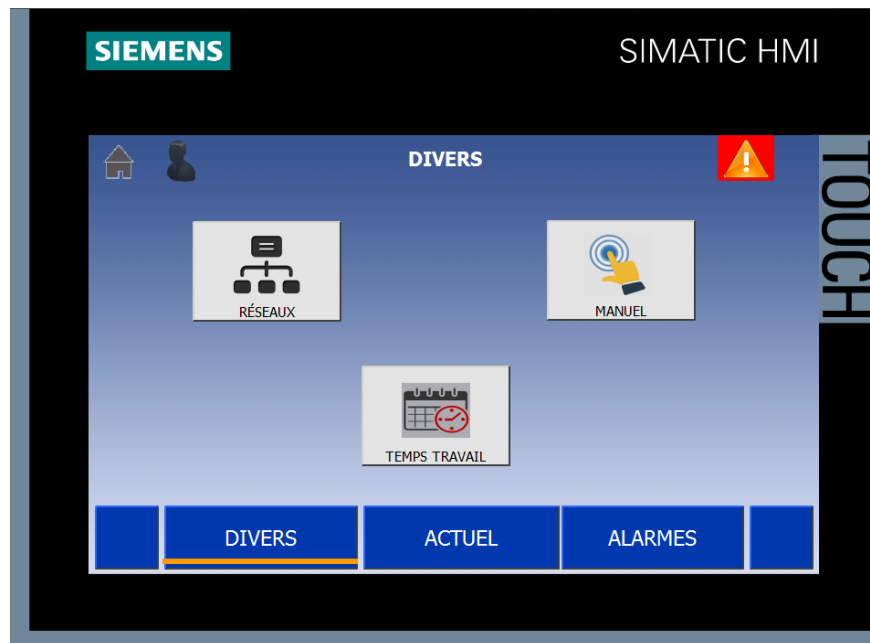 SIEMENS
SIMATIC HMI
TOUCH
DIVERS
RÉSEAUX
MANUEL
TEMPS TRAVAIL
DIVERS
ACTUEL
ALARMES